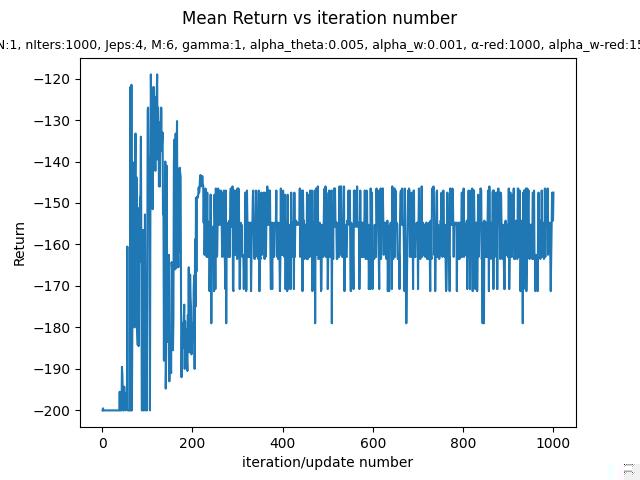 Mean Return vs iteration number
N:1, nIters:1000, Jeps:4, M:6, gamma:1, alpha_theta:0.005, alpha_w:0.001, α-red:1000, alpha_w-red:15
−120
−130
−140
−150
−160
−170
−180
−190
−200
Return
0 200 400 600 800 1000
iteration/update number